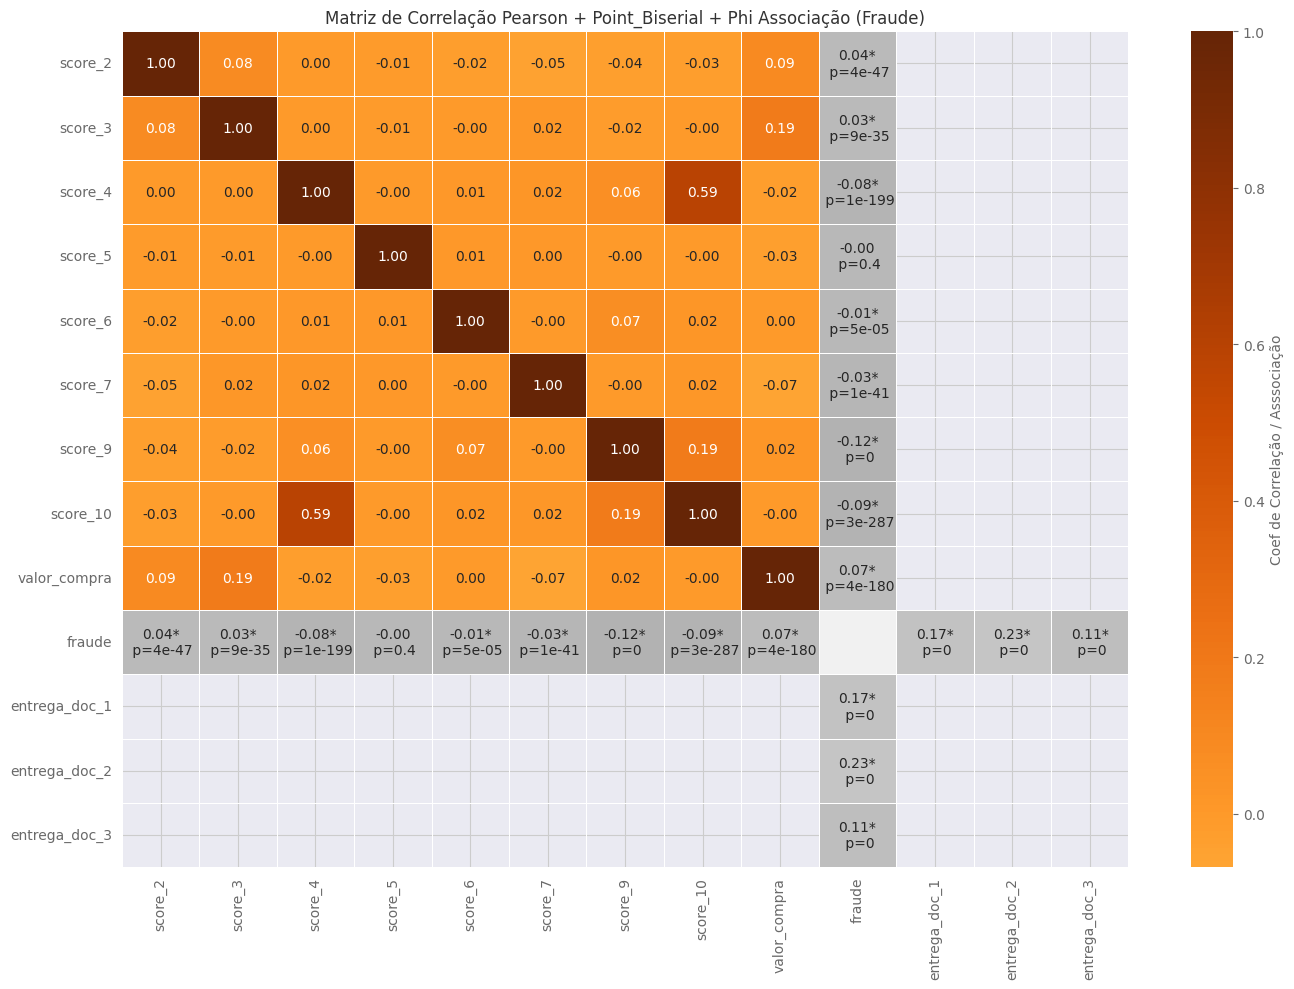 Matriz de Correlação Pearson + Point_Biserial + Phi Associação (Fraude)
score_2 1.00 0.08 0.00 -0.01 -0.02 -0.05 -0.04 -0.03 0.09 0.04*
p=4e-47
score_3 0.08 1.00 0.00 -0.01 -0.00 0.02 -0.02 -0.00 0.19 0.03*
p=9e-35
score_4 0.00 0.00 1.00 -0.00 0.01 0.02 0.06 0.59 -0.02 -0.08*
p=1e-199
score_5 -0.01 -0.01 -0.00 1.00 0.01 0.00 -0.00 -0.00 -0.03 -0.00
p=0.4
score_6 -0.02 -0.00 0.01 0.01 1.00 -0.00 0.07 0.02 0.00 -0.01*
p=5e-05
score_7 -0.05 0.02 0.02 0.00 -0.00 1.00 -0.00 0.02 -0.07 -0.03*
p=1e-41
score_9 -0.04 -0.02 0.06 -0.00 0.07 -0.00 1.00 0.19 0.02 -0.12*
p=0
score_10 -0.03 -0.00 0.59 -0.00 0.02 0.02 0.19 1.00 -0.00 -0.09*
p=3e-287
valor_compra 0.09 0.19 -0.02 -0.03 0.00 -0.07 0.02 -0.00 1.00 0.07*
p=4e-180
fraude 0.04* 0.03* -0.08* -0.00 -0.01* -0.03* -0.12* -0.09* 0.07* 0.17* 0.23* 0.11*
p=4e-47 p=9e-35 p=1e-199 p=0.4 p=5e-05 p=1e-41 p=0 p=3e-287 p=4e-180 p=0 p=0 p=0
entrega_doc_1 0.17*
p=0
entrega_doc_2 0.23*
p=0
entrega_doc_3 0.11*
p=0
score_2 score_3 score_4 score_5 score_6 score_7 score_9 score_10 valor_compra fraude entrega_doc_1 entrega_doc_2 entrega_doc_3
1.0
0.8
0.6
0.4
0.2
0.0
Coef de Correlação / Asssociação